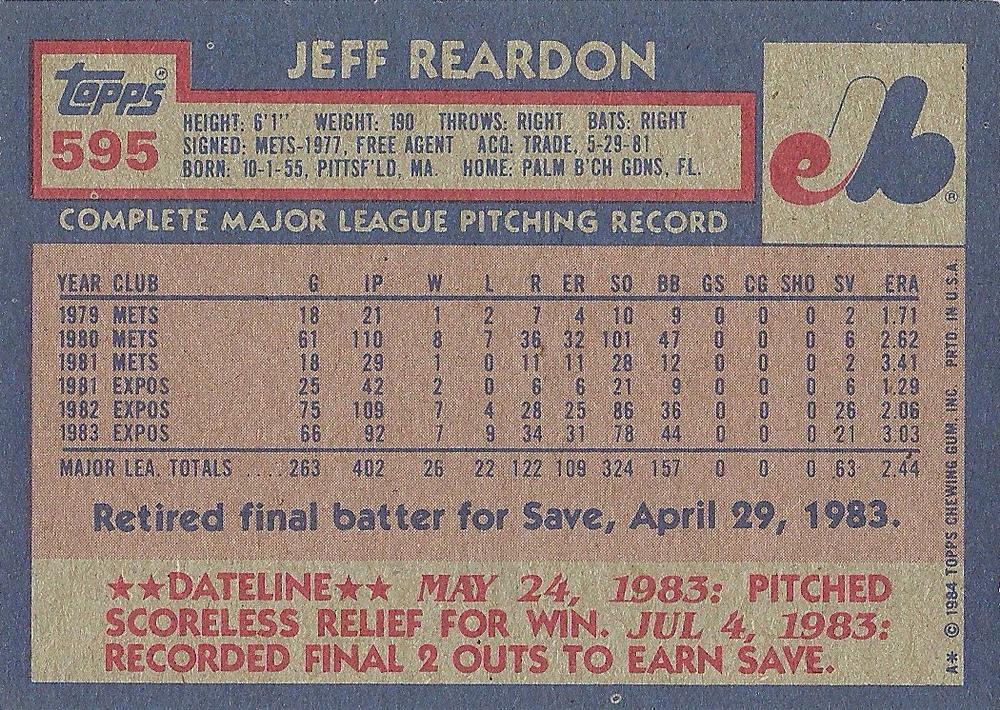 JEFF REARDON
Topps®
595
HEIGHT: 6'1" WEIGHT: 190 THROWS: RIGHT BATS: RIGHT
SIGNED: METS-1977, FREE AGENT ACQ: TRADE, 5-29-81
BORN: 10-1-55, PITTSF'LD, MA. HOME: PALM B'CH GDNS, FL.
eb®
COMPLETE MAJOR LEAGUE PITCHING RECORD
YEAR CLUB G IP W L R ER SO BB GS CG SHO SV ERA
1979 METS 18 21 1 2 7 4 10 9 0 0 0 2 1.71
1980 METS 61 110 8 7 36 32 101 47 0 0 0 6 2.62
1981 METS 18 29 1 0 11 11 28 12 0 0 0 2 3.41
1981 EXPOS 25 42 2 0 6 6 21 9 0 0 0 6 1.29
1982 EXPOS 75 109 7 4 28 25 86 36 0 0 0 26 2.06
1983 EXPOS 66 92 7 9 34 31 78 44 0 0 0 21 3.03
MAJOR LEA. TOTALS .... 263 402 26 22 122 109 324 157 0 0 0 63 2.44
Retired final batter for Save, April 29, 1983.
★★DATELINE★★ MAY 24, 1983: PITCHED
SCORELESS RELIEF FOR WIN. JUL 4, 1983:
RECORDED FINAL 2 OUTS TO EARN SAVE.
A* © 1984 TOPPS CHEWING GUM, INC. PRTD. IN U.S.A.